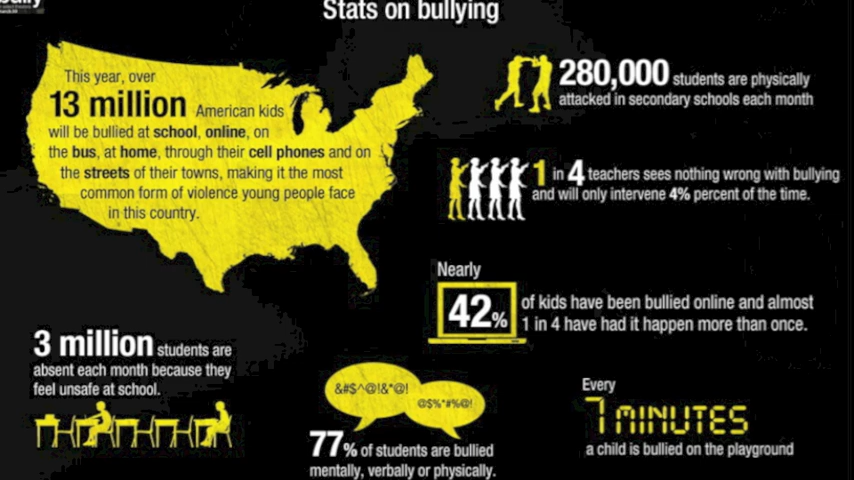 Stats on bullying
This year, over
13 million American kids
will be bullied at school, online, on
the bus, at home, through their cell phones and on
the streets of their towns, making it the most
common form of violence young people face
in this country.
280,000 students are physically
attacked in secondary schools each month
1 in 4 teachers sees nothing wrong with bullying
and will only intervene 4% percent of the time.
Nearly
42% of kids have been bullied online and almost
1 in 4 have had it happen more than once.
3 million students are
absent each month because they
feel unsafe at school.
&#$^@!&*@!
@$%*#%@!
77% of students are bullied
mentally, verbally or physically.
Every
7 MINUTES
a child is bullied on the playground